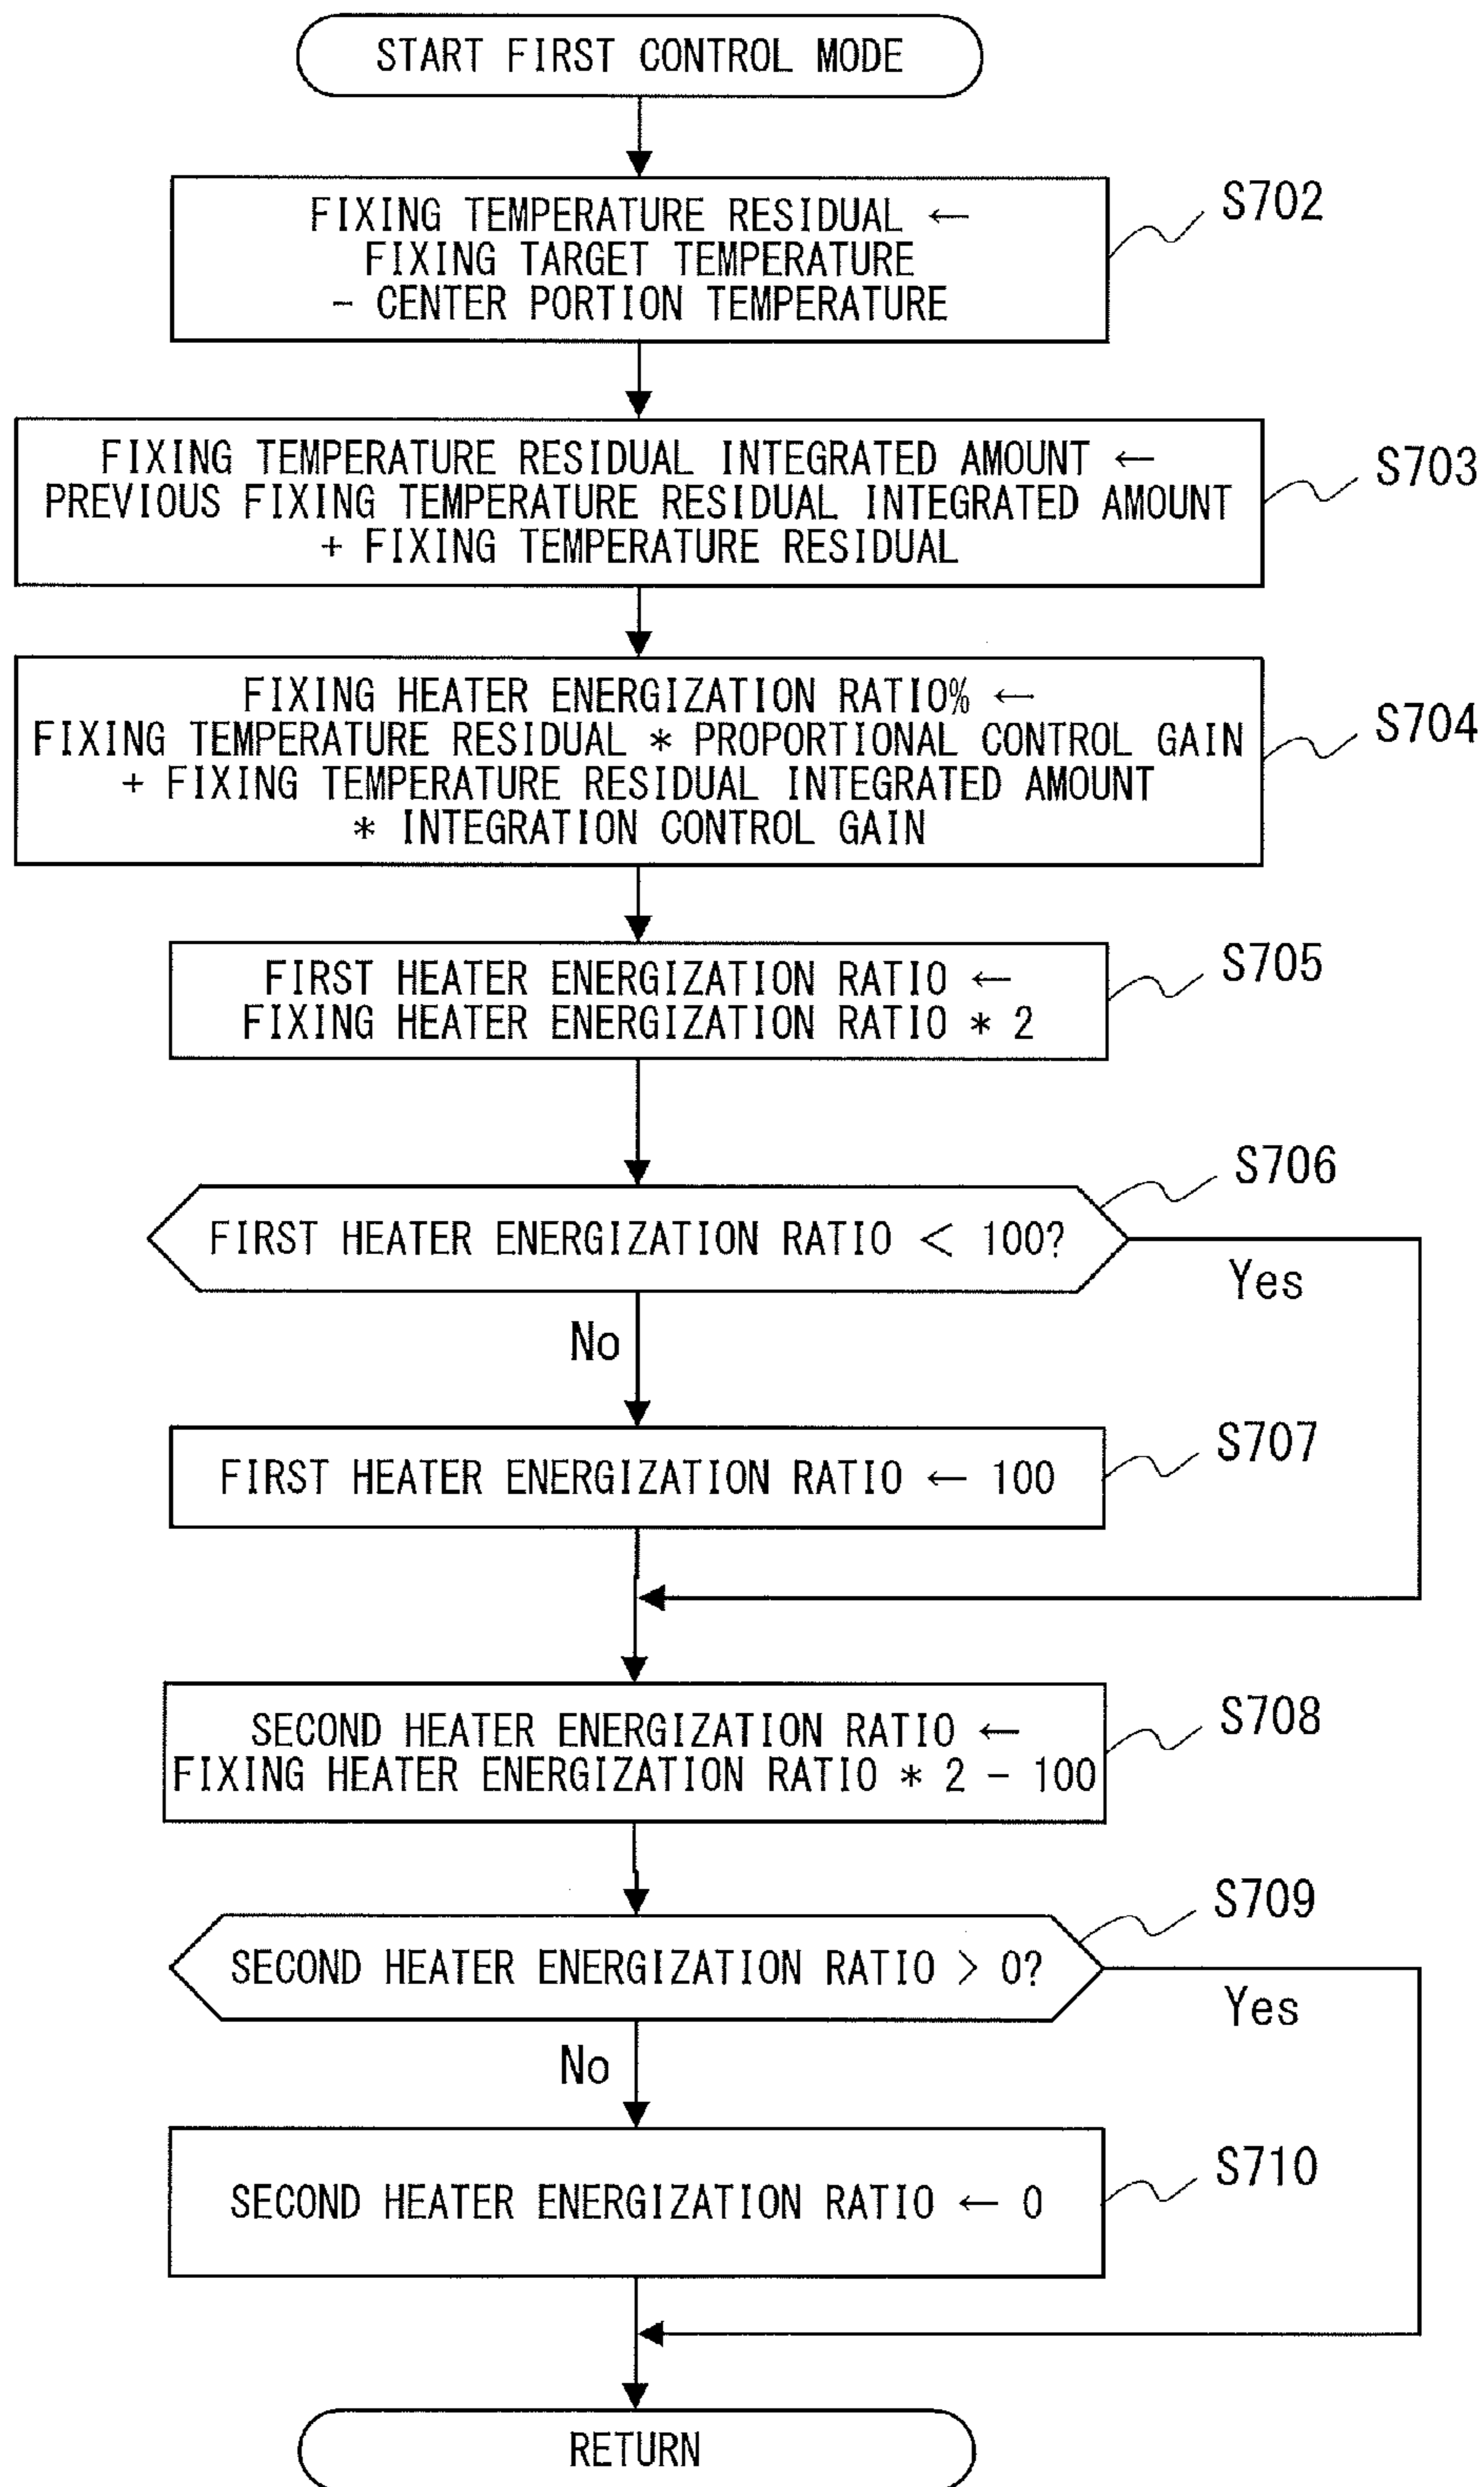 START FIRST CONTROL MODE
FIXING TEMPERATURE RESIDUAL ←
FIXING TARGET TEMPERATURE
- CENTER PORTION TEMPERATURE
S702
FIXING TEMPERATURE RESIDUAL INTEGRATED AMOUNT ←
PREVIOUS FIXING TEMPERATURE RESIDUAL INTEGRATED AMOUNT
+ FIXING TEMPERATURE RESIDUAL
S703
FIXING HEATER ENERGIZATION RATIO% ←
FIXING TEMPERATURE RESIDUAL * PROPORTIONAL CONTROL GAIN
+ FIXING TEMPERATURE RESIDUAL INTEGRATED AMOUNT
* INTEGRATION CONTROL GAIN
S704
FIRST HEATER ENERGIZATION RATIO ←
FIXING HEATER ENERGIZATION RATIO * 2
S705
FIRST HEATER ENERGIZATION RATIO < 100?
S706
Yes
No
FIRST HEATER ENERGIZATION RATIO ← 100
S707
SECOND HEATER ENERGIZATION RATIO ←
FIXING HEATER ENERGIZATION RATIO * 2 - 100
S708
SECOND HEATER ENERGIZATION RATIO > 0?
S709
Yes
No
SECOND HEATER ENERGIZATION RATIO ← 0
S710
RETURN